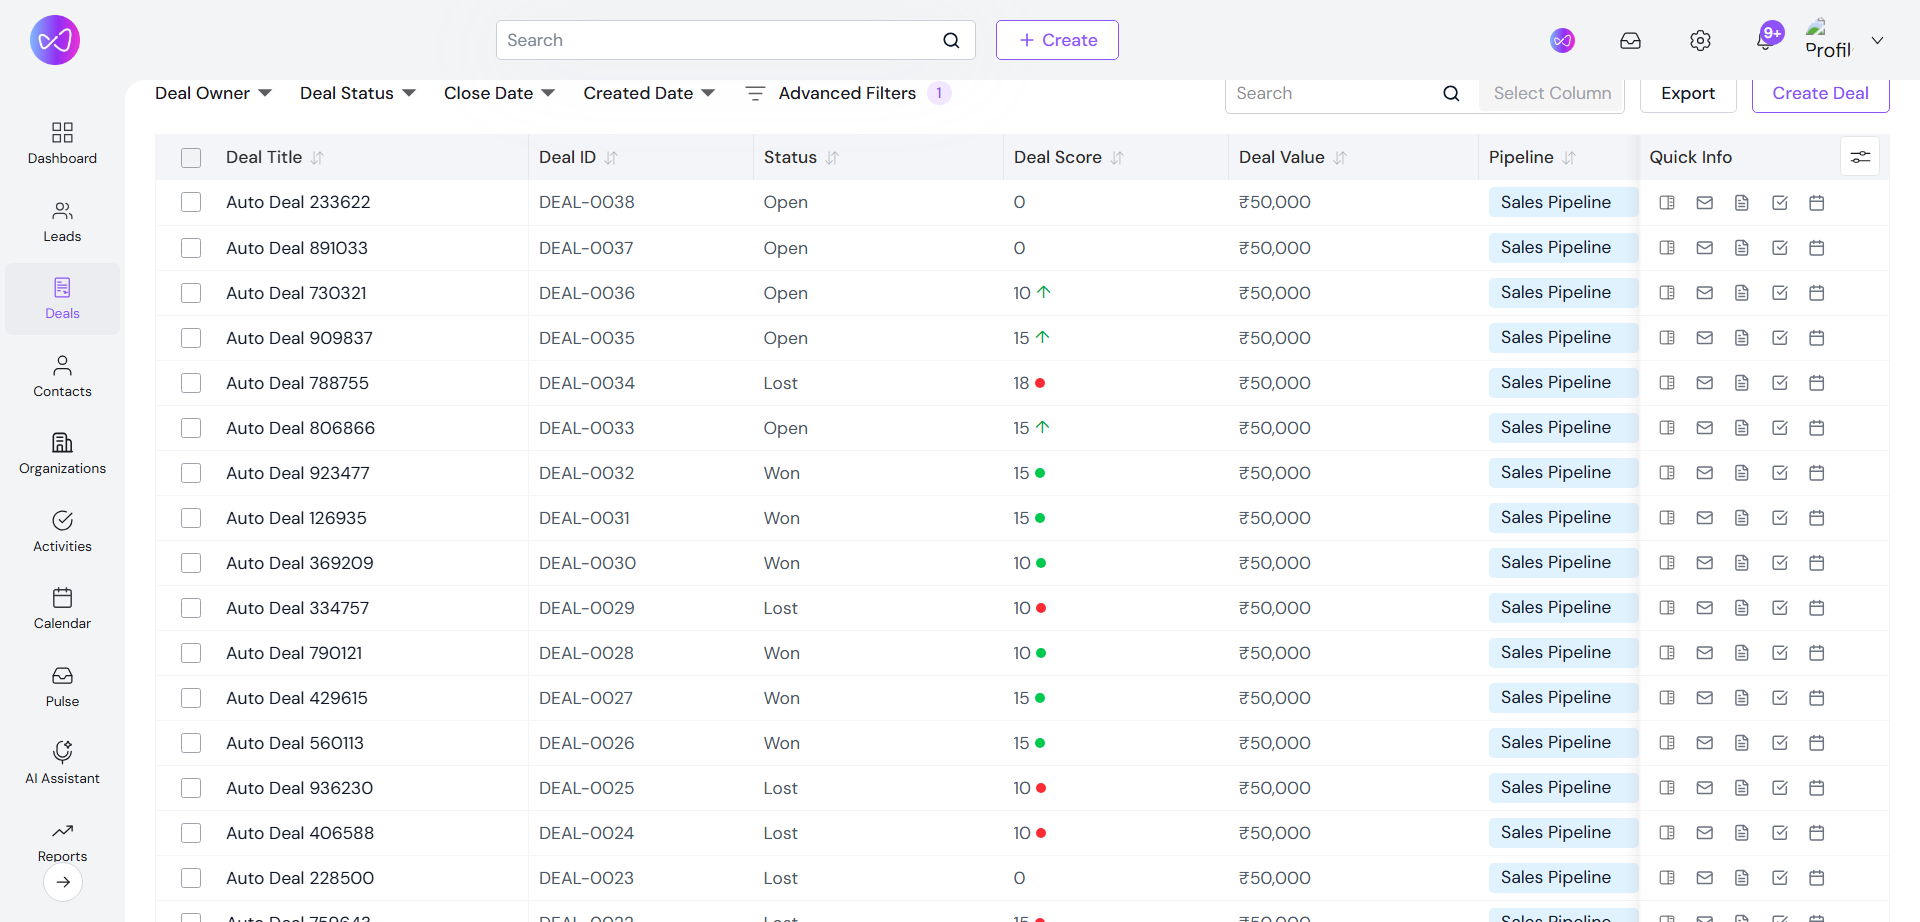 Search
+ Create
9+
Profil
Dashboard
Leads
Deals
Contacts
Organizations
Activities
Calendar
Pulse
AI Assistant
Reports
Deal Owner Deal Status Close Date Created Date Advanced Filters 1 Search Select Column Export Create Deal
Deal Title Deal ID Status Deal Score Deal Value Pipeline Quick Info
Auto Deal 233622 DEAL-0038 Open 0 ₹50,000 Sales Pipeline
Auto Deal 891033 DEAL-0037 Open 0 ₹50,000 Sales Pipeline
Auto Deal 730321 DEAL-0036 Open 10 ₹50,000 Sales Pipeline
Auto Deal 909837 DEAL-0035 Open 15 ₹50,000 Sales Pipeline
Auto Deal 788755 DEAL-0034 Lost 18 ₹50,000 Sales Pipeline
Auto Deal 806866 DEAL-0033 Open 15 ₹50,000 Sales Pipeline
Auto Deal 923477 DEAL-0032 Won 15 ₹50,000 Sales Pipeline
Auto Deal 126935 DEAL-0031 Won 15 ₹50,000 Sales Pipeline
Auto Deal 369209 DEAL-0030 Won 10 ₹50,000 Sales Pipeline
Auto Deal 334757 DEAL-0029 Lost 10 ₹50,000 Sales Pipeline
Auto Deal 790121 DEAL-0028 Won 10 ₹50,000 Sales Pipeline
Auto Deal 429615 DEAL-0027 Won 15 ₹50,000 Sales Pipeline
Auto Deal 560113 DEAL-0026 Won 15 ₹50,000 Sales Pipeline
Auto Deal 936230 DEAL-0025 Lost 10 ₹50,000 Sales Pipeline
Auto Deal 406588 DEAL-0024 Lost 10 ₹50,000 Sales Pipeline
Auto Deal 228500 DEAL-0023 Lost 0 ₹50,000 Sales Pipeline
Auto Deal DEAL-0022 Lost 15 ₹50,000 Sales Pipeline